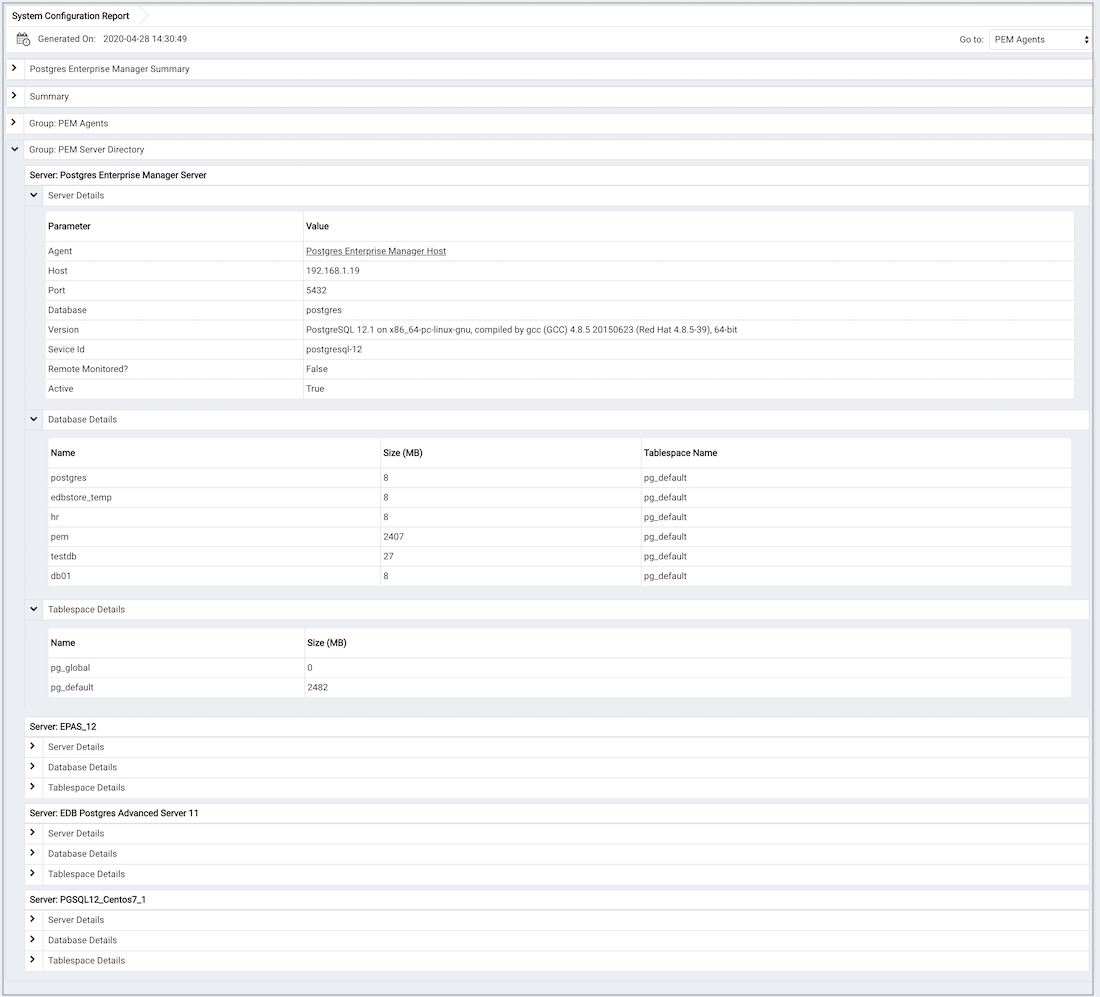 System Configuration Report
Generated On: 2020-04-28 14:30:49 Go to: PEM Agents
Postgres Enterprise Manager Summary
Summary
Group: PEM Agents
Group: PEM Server Directory
Server: Postgres Enterprise Manager Server
Server Details
Parameter Value
Agent Postgres Enterprise Manager Host
Host 192.168.1.19
Port 5432
Database postgres
Version PostgreSQL 12.1 on x86_64-pc-linux-gnu, compiled by gcc (GCC) 4.8.5 20150623 (Red Hat 4.8.5-39), 64-bit
Sevice Id postgresql-12
Remote Monitored? False
Active True
Database Details
Name Size (MB) Tablespace Name
postgres 8 pg_default
edbstore_temp 8 pg_default
hr 8 pg_default
pem 2407 pg_default
testdb 27 pg_default
db01 8 pg_default
Tablespace Details
Name Size (MB)
pg_global 0
pg_default 2482
Server: EPAS_12
Server Details
Database Details
Tablespace Details
Server: EDB Postgres Advanced Server 11
Server Details
Database Details
Tablespace Details
Server: PGSQL12_Centos7_1
Server Details
Database Details
Tablespace Details